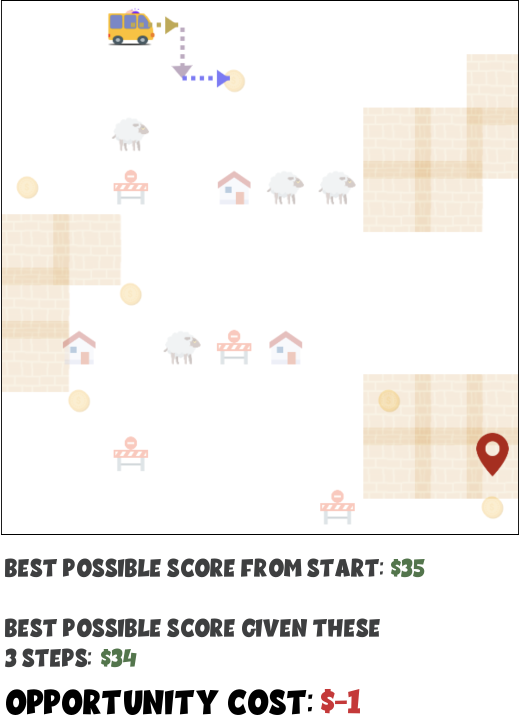 BEST POSSIBLE SCORE FROM START: $35
BEST POSSIBLE SCORE GIVEN THESE
3 STEPS: $34
OPPORTUNITY COST: $-1